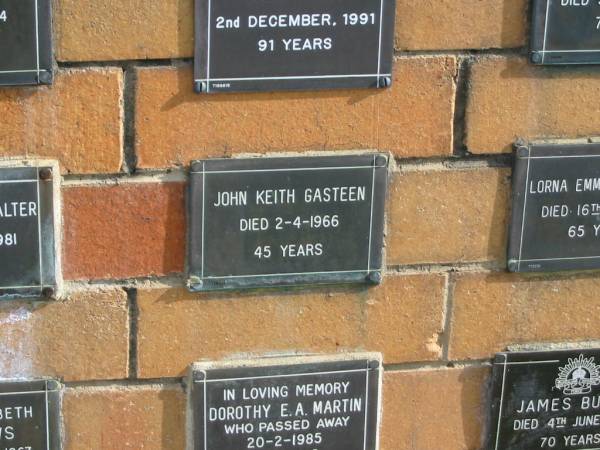 2nd DECEMBER, 1991
91 YEARS
JOHN KEITH GASTEEN
DIED 2-4-1966
45 YEARS
ALTER
981
LORNA EMM
DIED 16TH
65 Y
IN LOVING MEMORY
DOROTHY E.A. MARTIN
WHO PASSED AWAY
20-2-1985
BETH
WS
1967
JAMES BU
DIED 4TH JUNE
70 YEARS